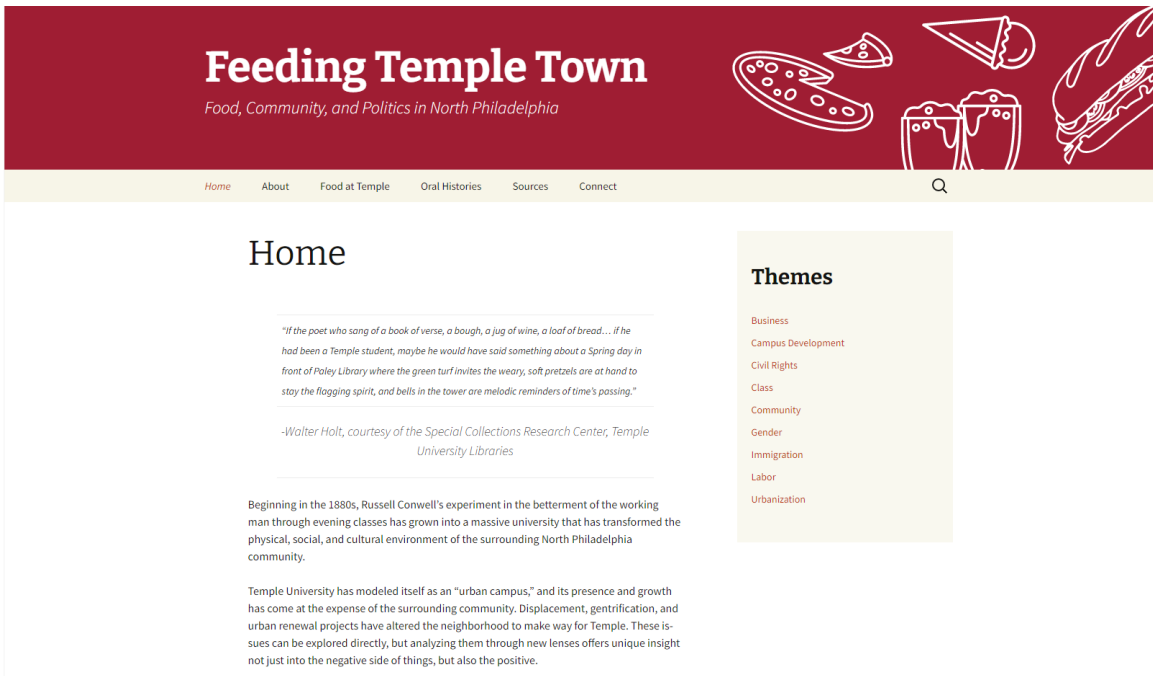 Feeding Temple Town
Food, Community, and Politics in North Philadelphia
Home About Food at Temple Oral Histories Sources Connect
Home
“If the poet who sang of a book of verse, a bough, a jug of wine, a loaf of bread… if he
had been a Temple student, maybe he would have said something about a Spring day in
front of Paley Library where the green turf invites the weary, soft pretzels are at hand to
stay the flagging spirit, and bells in the tower are melodic reminders of time’s passing.”
-Walter Holt, courtesy of the Special Collections Research Center, Temple
University Libraries
Beginning in the 1880s, Russell Conwell’s experiment in the betterment of the working
man through evening classes has grown into a massive university that has transformed the
physical, social, and cultural environment of the surrounding North Philadelphia
community.
Temple University has modeled itself as an “urban campus,” and its presence and growth
has come at the expense of the surrounding community. Displacement, gentrification, and
urban renewal projects have altered the neighborhood to make way for Temple. These is-
sues can be explored directly, but analyzing them through new lenses offers unique insight
not just into the negative side of things, but also the positive.
Themes
Business
Campus Development
Civil Rights
Class
Community
Gender
Immigration
Labor
Urbanization